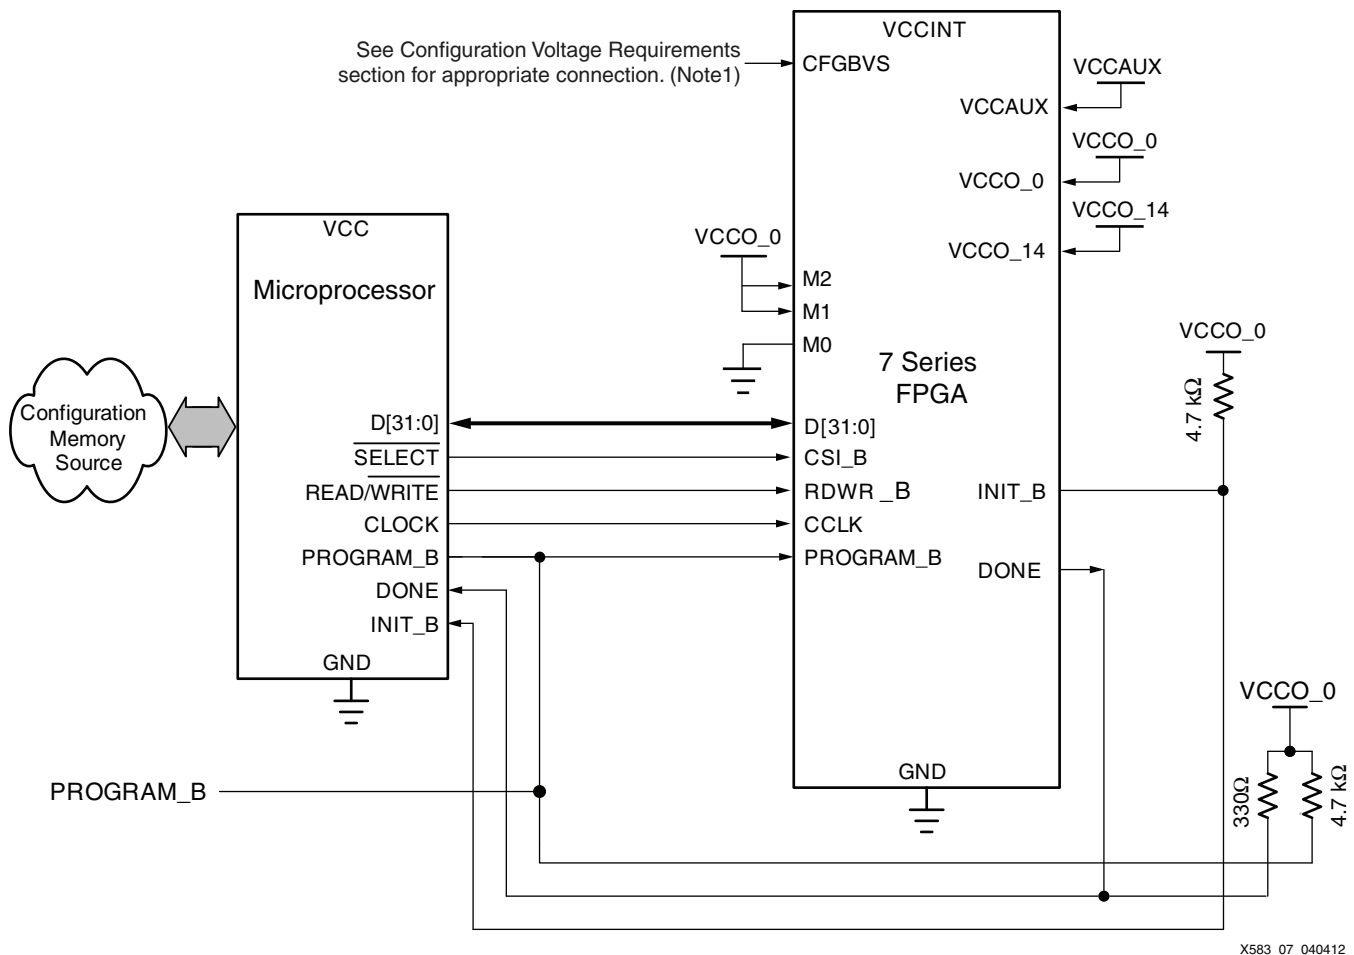 See Configuration Voltage Requirements
section for appropriate connection. (Note1)
VCCINT
CFGBVS
VCCAUX
VCCAUX
VCCO_0
VCCO_0
VCCO_14
VCCO_14
VCCO_0
M2
M1
M0
7 Series
FPGA
VCC
Microprocessor
Configuration
Memory
Source
D[31:0]
SELECT
READ/WRITE
CLOCK
PROGRAM_B
DONE
INIT_B
GND
D[31:0]
CSI_B
RDWR _B
CCLK
PROGRAM_B
INIT_B
DONE
GND
VCCO_0
4.7 kΩ
VCCO_0
330Ω
4.7 kΩ
PROGRAM_B
X583_07_040412